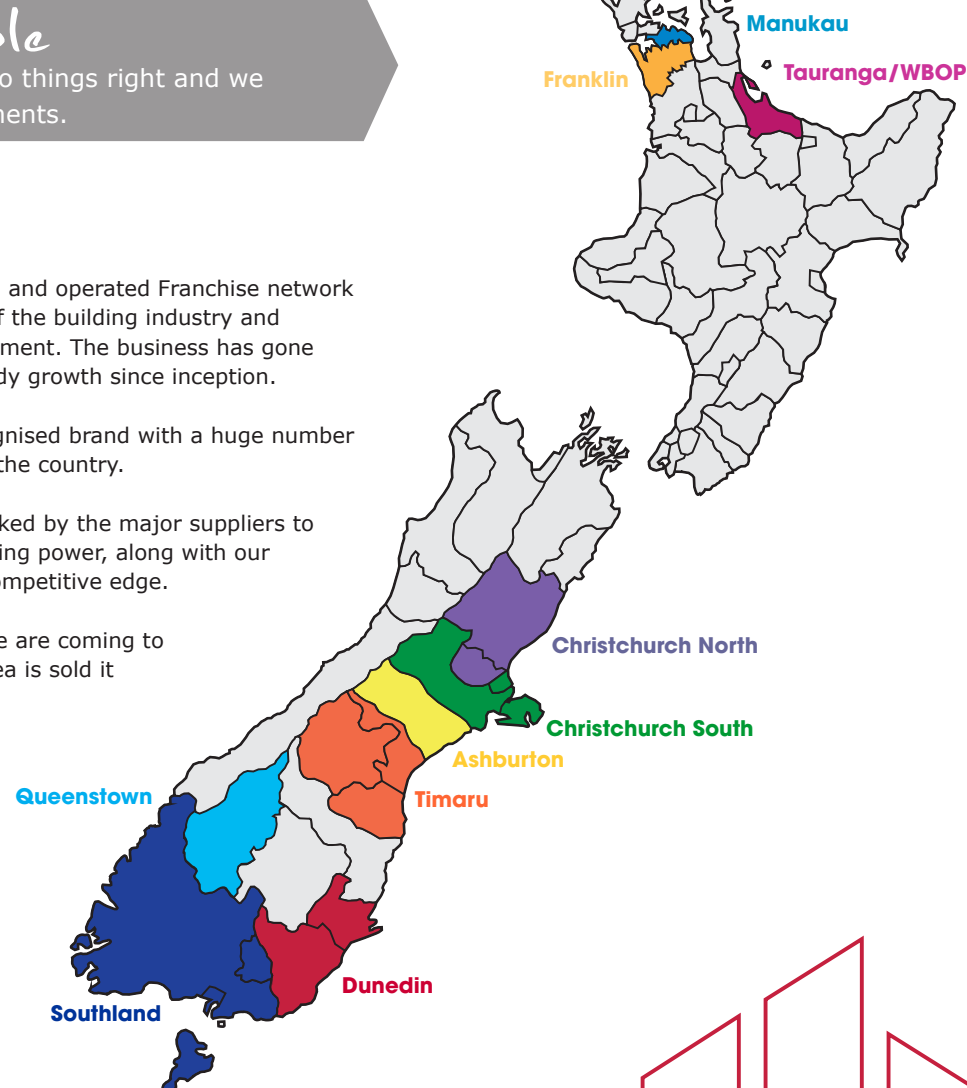 o things right and we
ents.
and operated Franchise network
f the building industry and
ment. The business has gone
dy growth since inception.
gnised brand with a huge number
the country.
ked by the major suppliers to
ing power, along with our
ompetitive edge.
e are coming to
ea is sold it
Manukau
Franklin
Tauranga/WBOP
Christchurch North
Christchurch South
Ashburton
Timaru
Queenstown
Dunedin
Southland